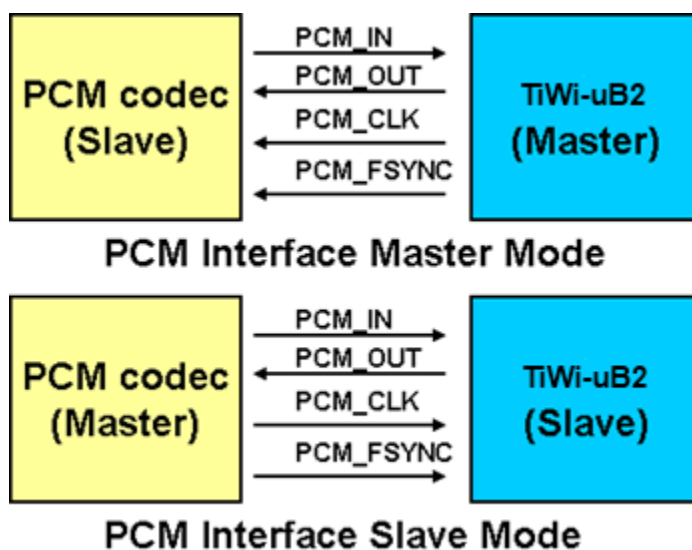 PCM codec
(Slave)
PCM_IN
PCM_OUT
PCM_CLK
PCM_FSYNC
TiWi-uB2
(Master)
PCM Interface Master Mode
PCM codec
(Master)
PCM_IN
PCM_OUT
PCM_CLK
PCM_FSYNC
TiWi-uB2
(Slave)
PCM Interface Slave Mode